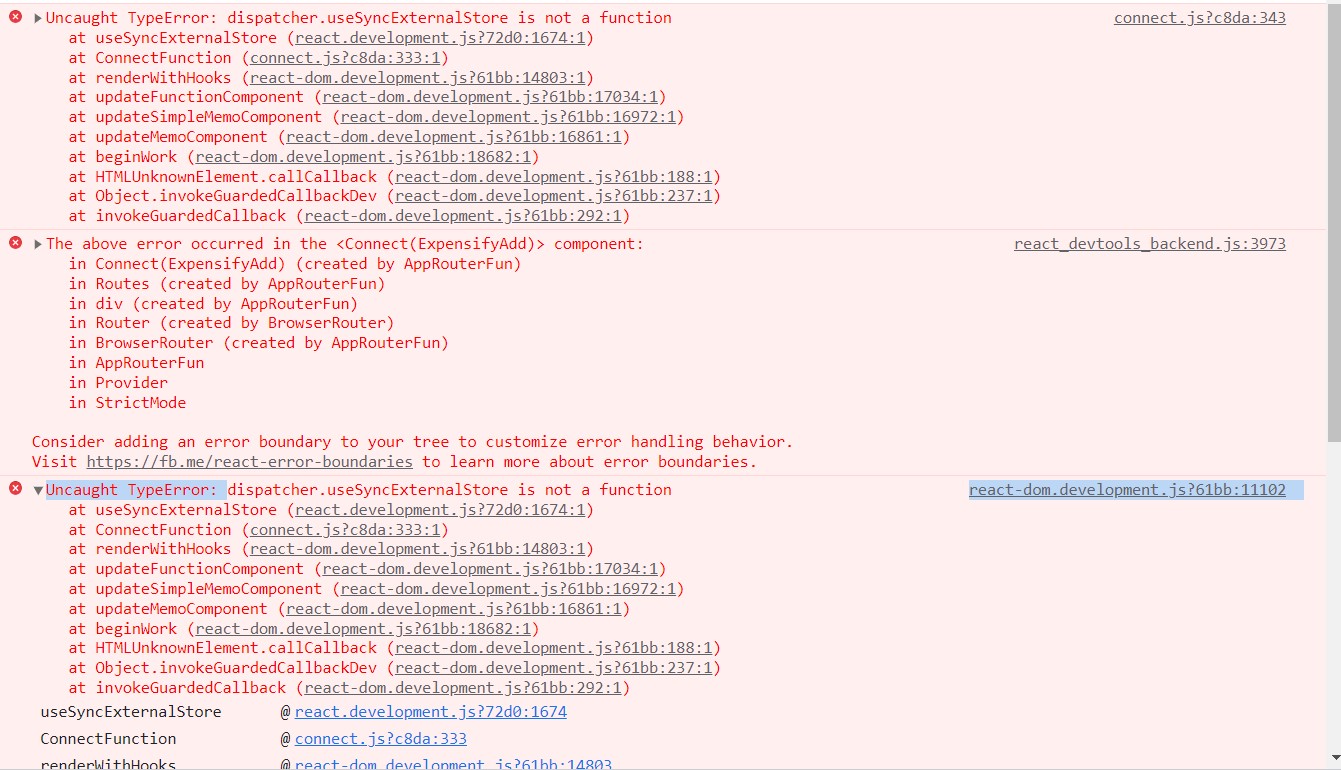 Uncaught TypeError: dispatcher.useSyncExternalStore is not a function connect.js?c8da:343
at useSyncExternalStore (react.development.js?72d0:1674:1)
at ConnectFunction (connect.js?c8da:333:1)
at renderWithHooks (react-dom.development.js?61bb:14803:1)
at updateFunctionComponent (react-dom.development.js?61bb:17034:1)
at updateSimpleMemoComponent (react-dom.development.js?61bb:16972:1)
at updateMemoComponent (react-dom.development.js?61bb:16861:1)
at beginWork (react-dom.development.js?61bb:18682:1)
at HTMLUnknownElement.callCallback (react-dom.development.js?61bb:188:1)
at Object.invokeGuardedCallbackDev (react-dom.development.js?61bb:237:1)
at invokeGuardedCallback (react-dom.development.js?61bb:292:1)
The above error occurred in the <Connect(ExpensifyAdd)> component: react_devtools_backend.js:3973
in Connect(ExpensifyAdd) (created by AppRouterFun)
in Routes (created by AppRouterFun)
in div (created by AppRouterFun)
in Router (created by BrowserRouter)
in BrowserRouter (created by AppRouterFun)
in AppRouterFun
in Provider
in StrictMode
Consider adding an error boundary to your tree to customize error handling behavior.
Visit https://fb.me/react-error-boundaries to learn more about error boundaries.
Uncaught TypeError: dispatcher.useSyncExternalStore is not a function react-dom.development.js?61bb:11102
at useSyncExternalStore (react.development.js?72d0:1674:1)
at ConnectFunction (connect.js?c8da:333:1)
at renderWithHooks (react-dom.development.js?61bb:14803:1)
at updateFunctionComponent (react-dom.development.js?61bb:17034:1)
at updateSimpleMemoComponent (react-dom.development.js?61bb:16972:1)
at updateMemoComponent (react-dom.development.js?61bb:16861:1)
at beginWork (react-dom.development.js?61bb:18682:1)
at HTMLUnknownElement.callCallback (react-dom.development.js?61bb:188:1)
at Object.invokeGuardedCallbackDev (react-dom.development.js?61bb:237:1)
at invokeGuardedCallback (react-dom.development.js?61bb:292:1)
useSyncExternalStore @ react.development.js?72d0:1674
ConnectFunction @ connect.js?c8da:333
renderWithHooks @ react-dom.development.js?61bb:14803